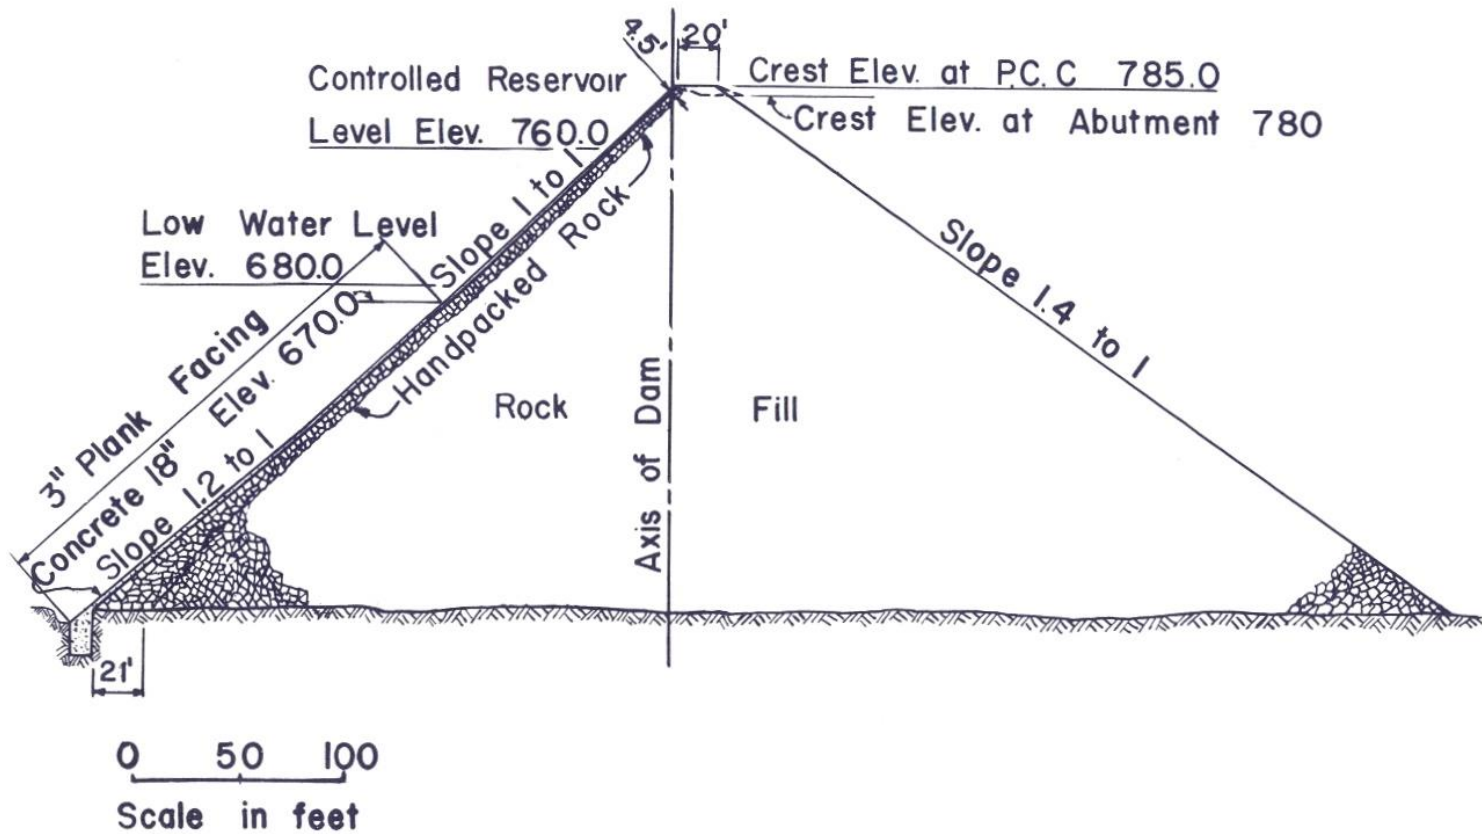 4.5'
20'
Controlled Reservoir
Level Elev. 760.0
Crest Elev. at P.C.C 785.0
Crest Elev. at Abutment 780
Low Water Level
Elev. 680.0
Slope 1 to 1
Handpacked Rock
Slope 1.4 to 1
3" Plank Facing
Concrete 18" Elev. 670.0
Slope 1.2 to 1
Rock
Fill
Axis of Dam
21'
0 50 100
Scale in feet